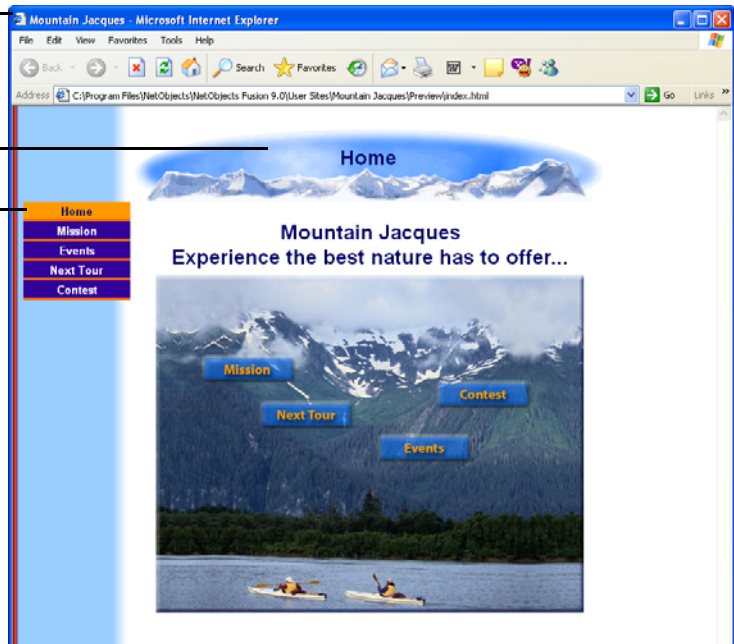 Mountain Jacques - Microsoft Internet Explorer
File Edit View Favorites Tools Help
Back Search Favorites
Address C:\Program Files\NetObjects\NetObjects Fusion 9.0\User Sites\Mountain Jacques\Preview\index.html Go Links »
Home
Home
Mission
Events
Next Tour
Contest
Mountain Jacques
Experience the best nature has to offer...
Mission
Contest
Next Tour
Events